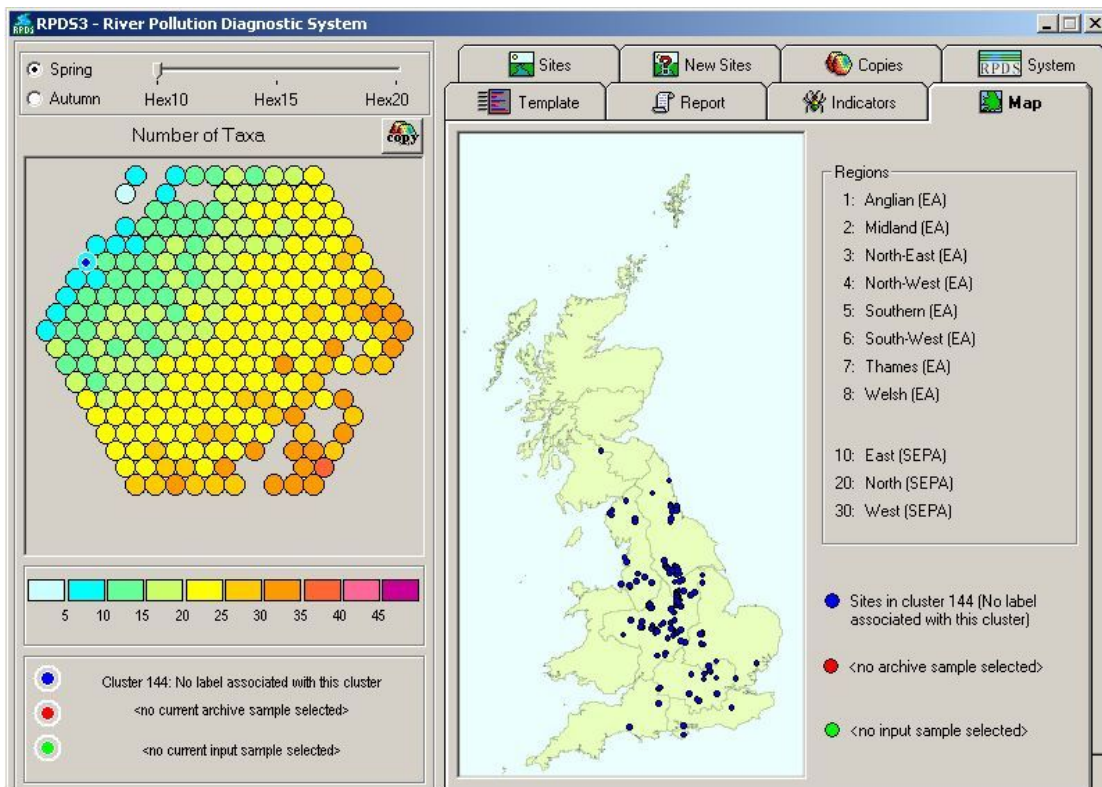 RPDS3 - River Pollution Diagnostic System
RPDS
Spring
Autumn
Hex10
Hex15
Hex20
Number of Taxa
copy
5 10 15 20 25 30 35 40 45
Cluster 144: No label associated with this cluster
<no current archive sample selected>
<no current input sample selected>
Sites
New Sites
Copies
RPDS System
Template
Report
Indicators
Map
Regions
1: Anglian (EA)
2: Midland (EA)
3: North-East (EA)
4: North-West (EA)
5: Southern (EA)
6: South-West (EA)
7: Thames (EA)
8: Welsh (EA)
10: East (SEPA)
20: North (SEPA)
30: West (SEPA)
Sites in cluster 144 (No label
associated with this cluster)
<no archive sample selected>
<no input sample selected>